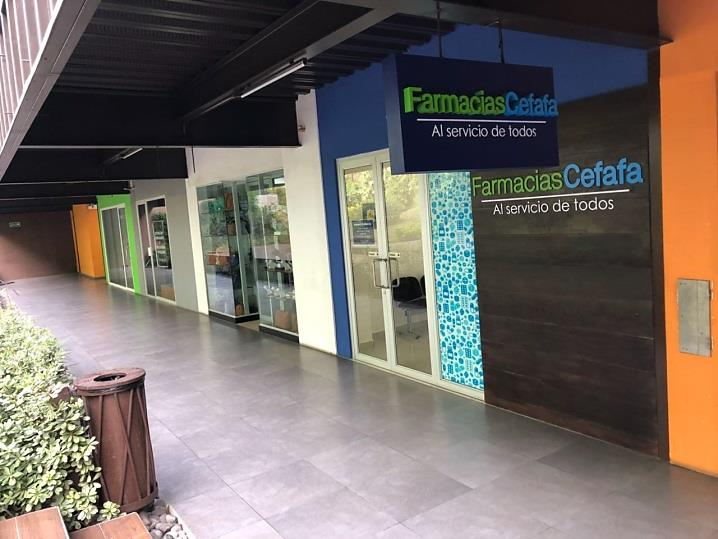 FarmaciasCefafa
Al servicio de todos
FarmaciasCefafa
Al servicio de todos